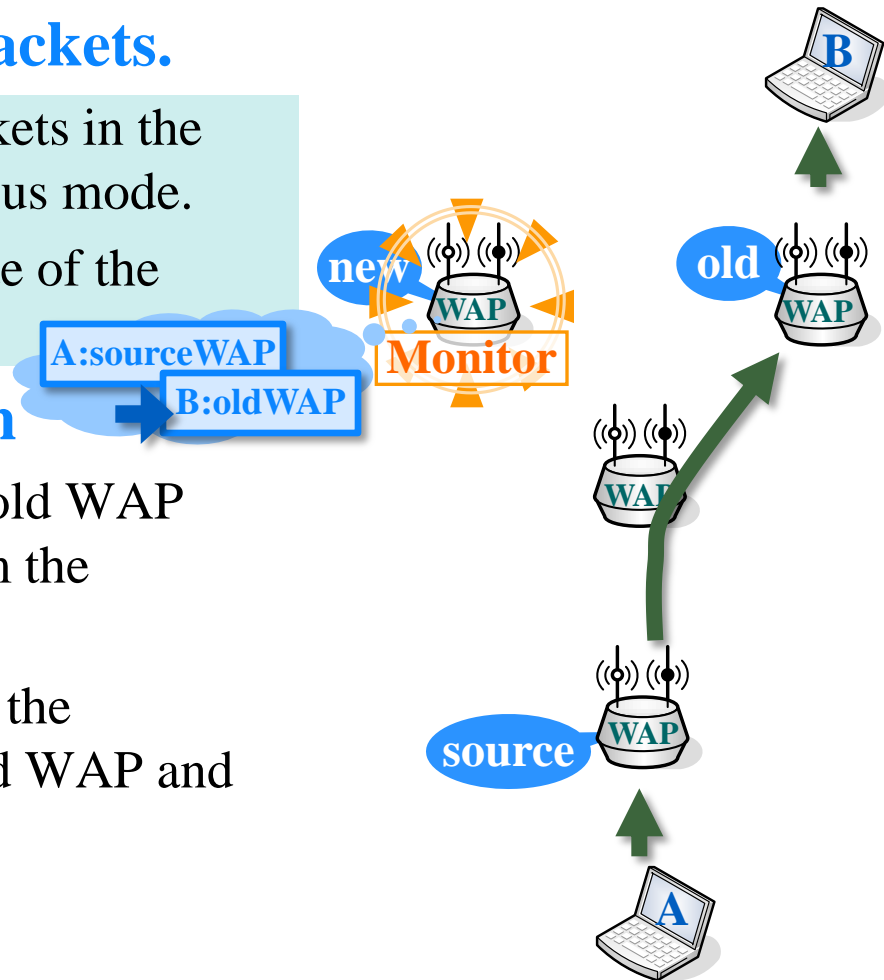 ackets.
kets in the
us mode.
e of the
n
old WAP
n the
the
d WAP and
A:sourceWAP
B:oldWAP
new
WAP
Monitor
B
old
WAP
WAP
source
WAP
A